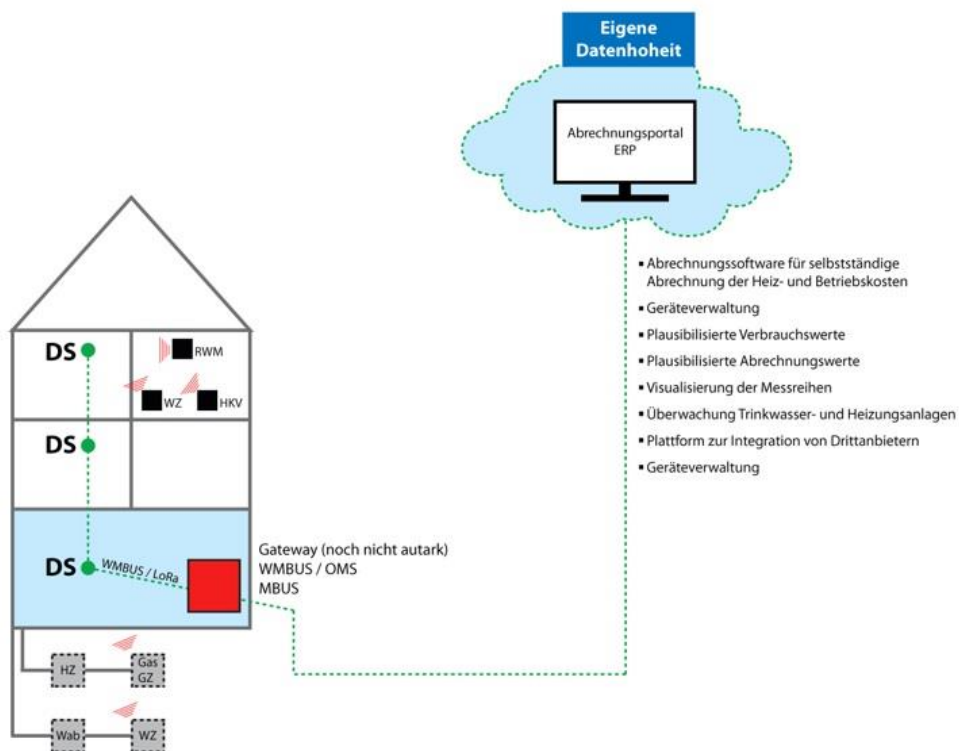 Eigene
Datenhoheit
Abrechnungsportal
ERP
▪ Abrechnungssoftware für selbstständige
Abrechnung der Heiz- und Betriebskosten
▪ Geräteverwaltung
▪ Plausibilisierte Verbrauchswerte
▪ Plausibilisierte Abrechnungswerte
▪ Visualisierung der Messreihen
▪ Überwachung Trinkwasser- und Heizungsanlagen
▪ Plattform zur Integration von Drittanbietern
▪ Geräteverwaltung
DS
RWM
WZ
HKV
DS
DS
WMBUS / LoRa
Gateway (noch nicht autark)
WMBUS / OMS
MBUS
HZ
Gas
GZ
Wab
WZ